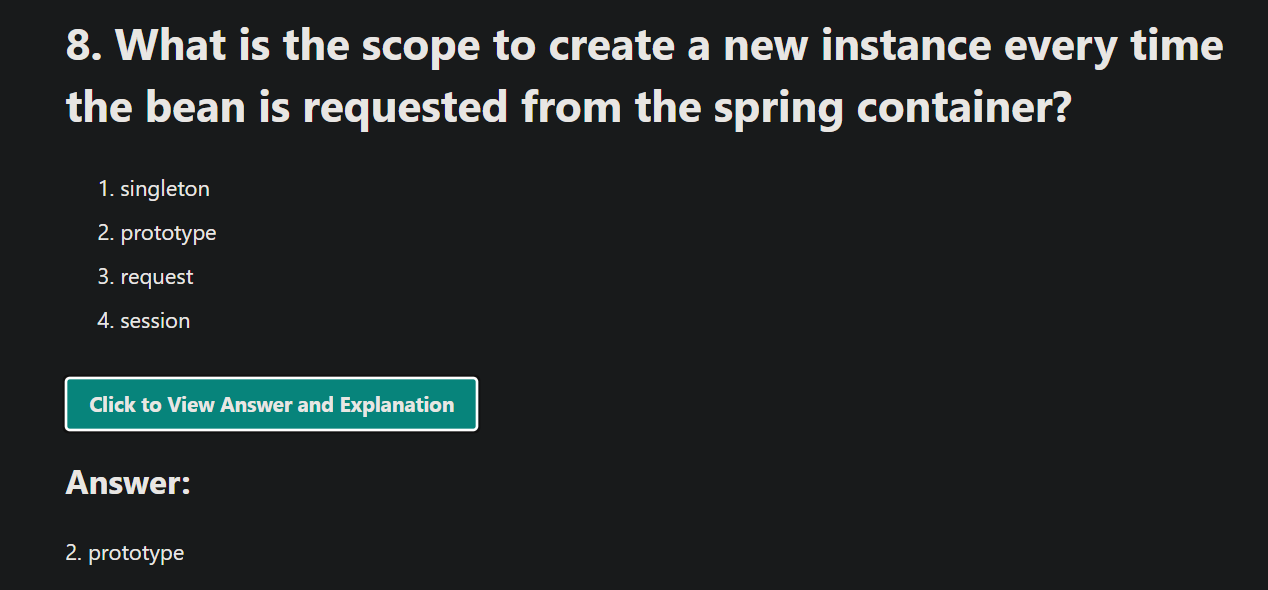 8. What is the scope to create a new instance every time
the bean is requested from the spring container?
1. singleton
2. prototype
3. request
4. session
Click to View Answer and Explanation
Answer:
2. prototype